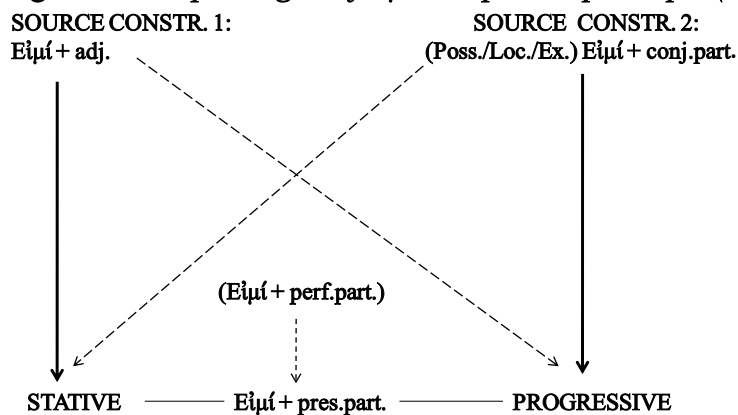 SOURCE CONSTR. 1:
Εἰμί + adj.
SOURCE CONSTR. 2:
(Poss./Loc./Ex.) Εἰμί + conj.part.
(Εἰμί + perf.part.)
STATIVE
Εἰμί + pres.part.
PROGRESSIVE